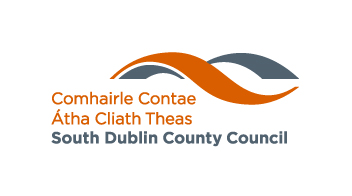 Comhairle Contae
Átha Cliath Theas
South Dublin County Council